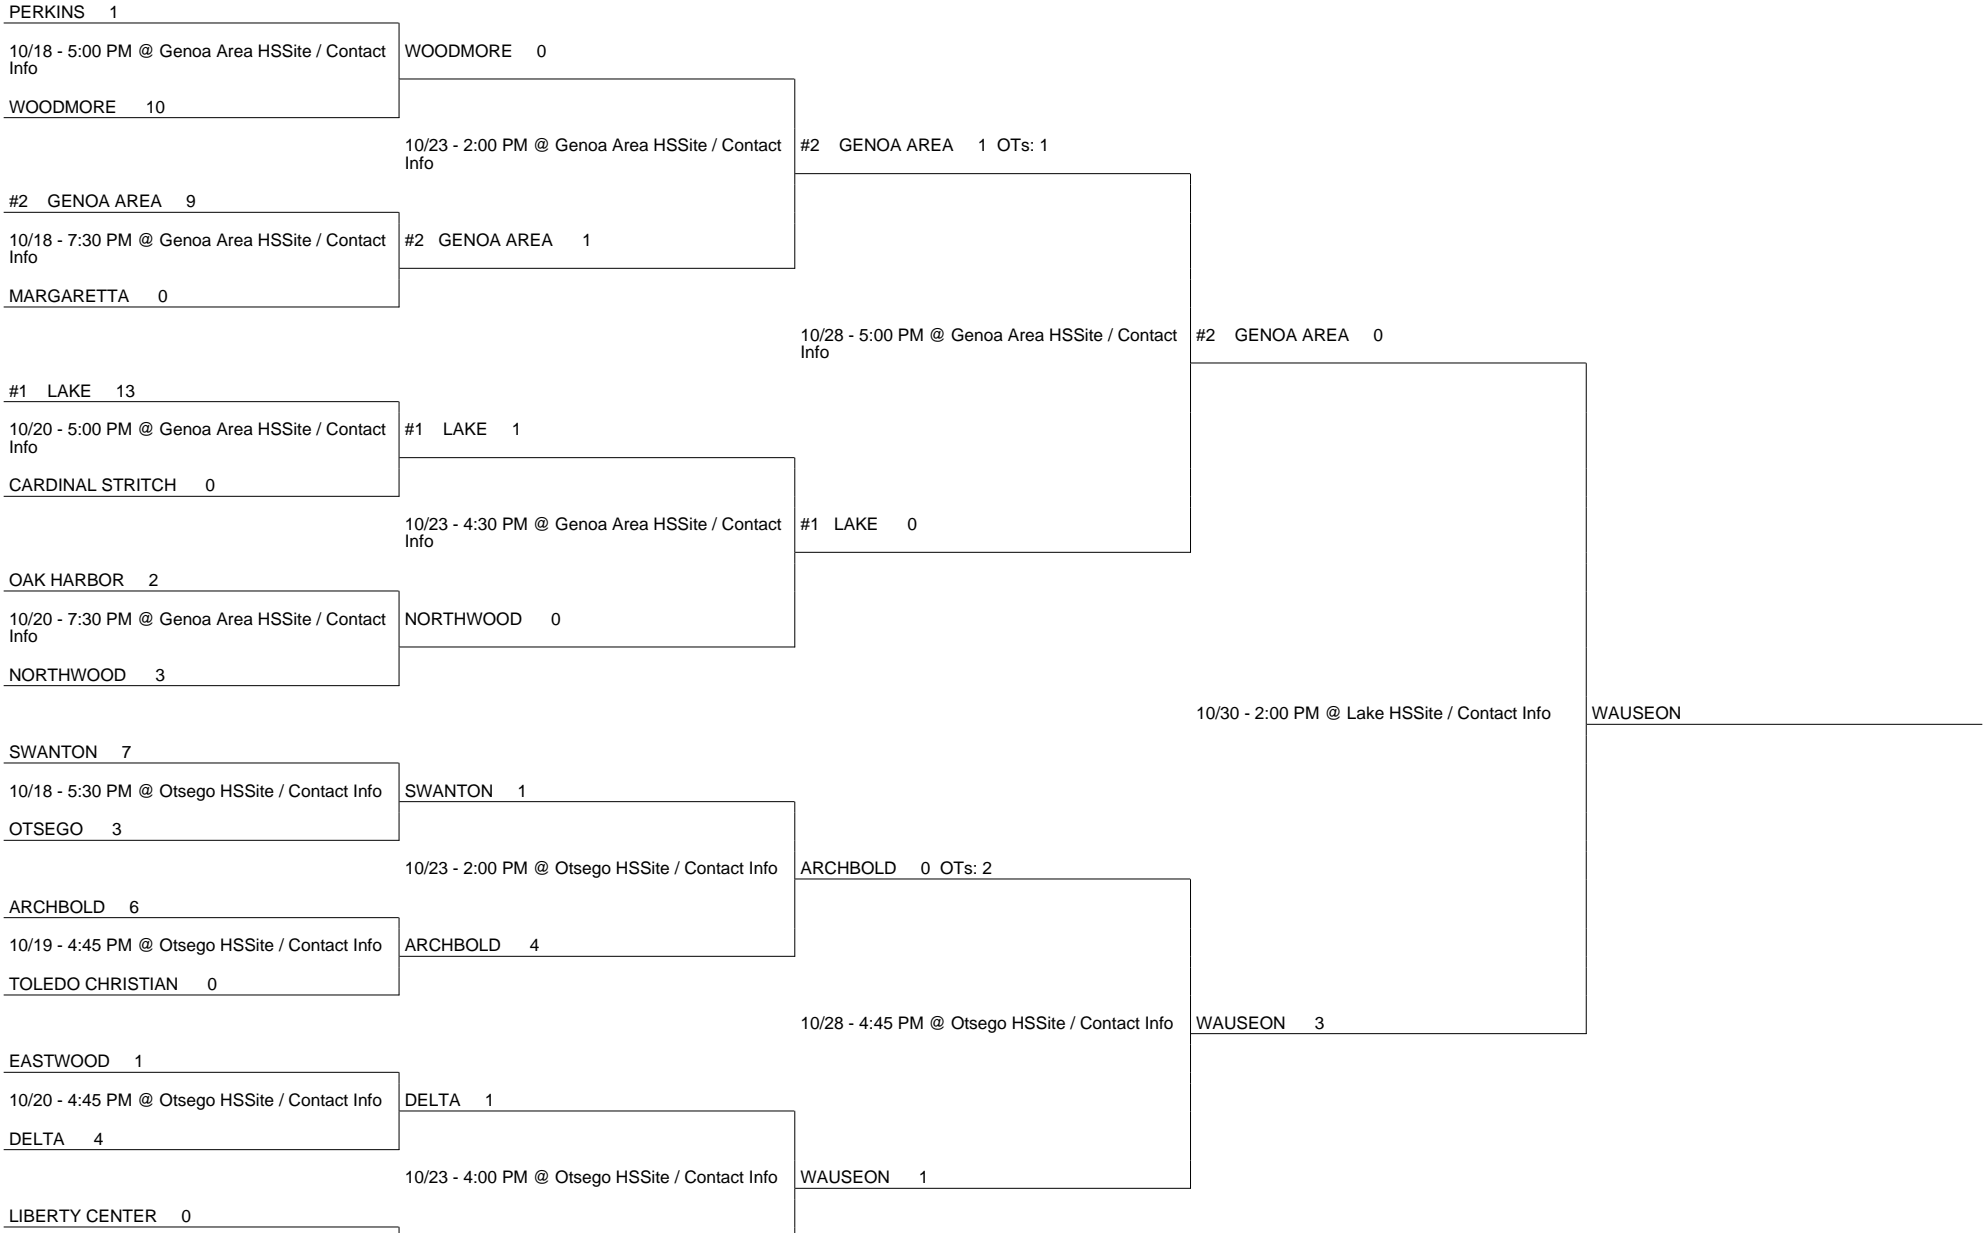 PERKINS 1
10/18 - 5:00 PM @ Genoa Area HSSite / Contact
Info
WOODMORE 10
#2 GENOA AREA 9
10/18 - 7:30 PM @ Genoa Area HSSite / Contact
Info
MARGARETTA 0
#1 LAKE 13
10/20 - 5:00 PM @ Genoa Area HSSite / Contact
Info
CARDINAL STRITCH 0
OAK HARBOR 2
10/20 - 7:30 PM @ Genoa Area HSSite / Contact
Info
NORTHWOOD 3
SWANTON 7
10/18 - 5:30 PM @ Otsego HSSite / Contact Info
OTSEGO 3
ARCHBOLD 6
10/19 - 4:45 PM @ Otsego HSSite / Contact Info
TOLEDO CHRISTIAN 0
EASTWOOD 1
10/20 - 4:45 PM @ Otsego HSSite / Contact Info
DELTA 4
LIBERTY CENTER 0
WOODMORE 0
10/23 - 2:00 PM @ Genoa Area HSSite / Contact
Info
#2 GENOA AREA 1
#1 LAKE 1
10/23 - 4:30 PM @ Genoa Area HSSite / Contact
Info
NORTHWOOD 0
SWANTON 1
10/23 - 2:00 PM @ Otsego HSSite / Contact Info
ARCHBOLD 4
DELTA 1
10/23 - 4:00 PM @ Otsego HSSite / Contact Info
#2 GENOA AREA 1 OTs: 1
10/28 - 5:00 PM @ Genoa Area HSSite / Contact
Info
#1 LAKE 0
ARCHBOLD 0 OTs: 2
10/28 - 4:45 PM @ Otsego HSSite / Contact Info
WAUSEON 1
#2 GENOA AREA 0
10/30 - 2:00 PM @ Lake HSSite / Contact Info
WAUSEON 3
WAUSEON